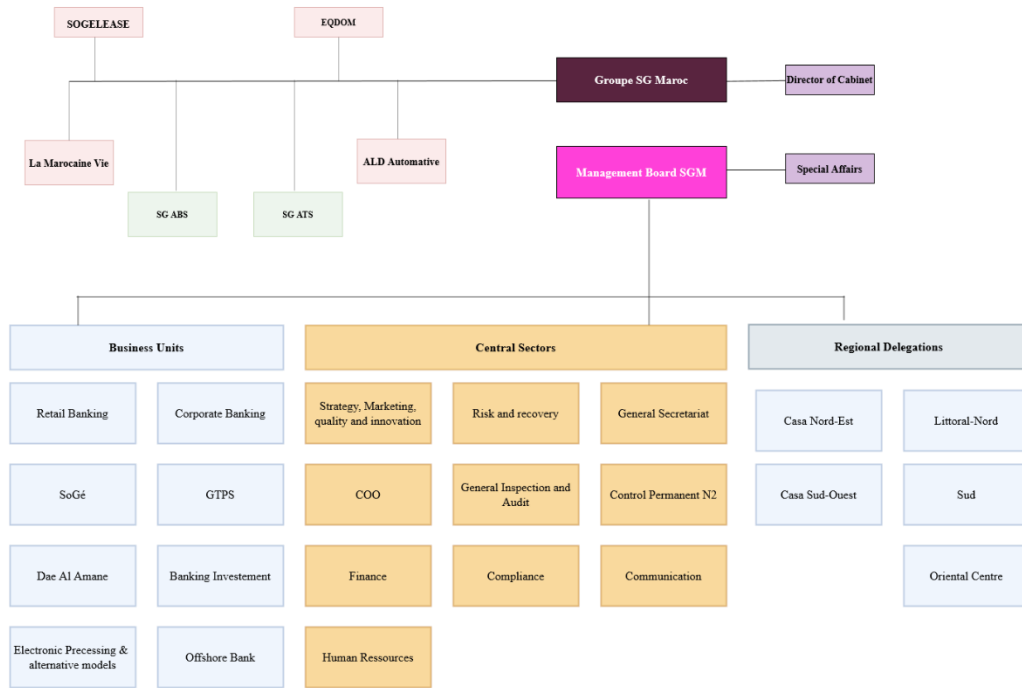 SOGELEASE
EQDOM
Groupe SG Maroc
Director of Cabinet
La Marocaine Vie
ALD Automative
Management Board SGM
Special Affairs
SG ABS
SG ATS
Business Units
Central Sectors
Regional Delegations
Retail Banking
Corporate Banking
Strategy, Marketing,
quality and innovation
Risk and recovery
General Secretariat
Casa Nord-Est
Littoral-Nord
SoGé
GTPS
COO
General Inspection and
Audit
Control Permanent N2
Casa Sud-Ouest
Sud
Dae Al Amane
Banking Investement
Finance
Compliance
Communication
Oriental Centre
Electronic Precessing &
alternative models
Offshore Bank
Human Ressources